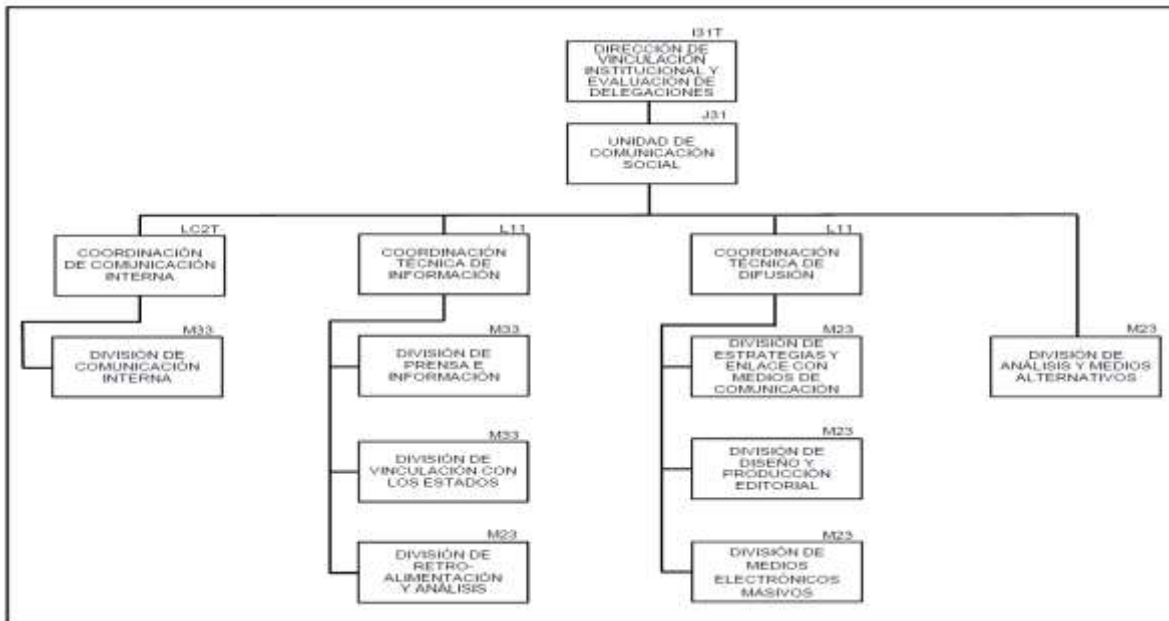 I31T
DIRECCIÓN DE
VINCULACIÓN
INSTITUCIONAL Y
EVALUACIÓN DE
DELEGACIONES
J31
UNIDAD DE
COMUNICACIÓN
SOCIAL
LC2T
COORDINACIÓN
DE COMUNICACIÓN
INTERNA
M33
DIVISIÓN DE
COMUNICACIÓN
INTERNA
L11
COORDINACIÓN
TÉCNICA DE
INFORMACIÓN
M33
DIVISIÓN DE
PRENSA E
INFORMACIÓN
M33
DIVISIÓN DE
VINCULACIÓN CON
LOS ESTADOS
M23
DIVISIÓN DE
RETRO-
ALIMENTACIÓN
Y ANÁLISIS
L11
COORDINACIÓN
TÉCNICA DE
DIFUSIÓN
M23
DIVISIÓN DE
ESTRATEGIAS Y
ENLACE CON
MEDIOS DE
COMUNICACIÓN
M23
DIVISIÓN DE
DISEÑO Y
PRODUCCIÓN
EDITORIAL
M23
DIVISIÓN DE
MEDIOS
ELECTRÓNICOS
MASIVOS
M23
DIVISIÓN DE
ANÁLISIS Y MEDIOS
ALTERNATIVOS